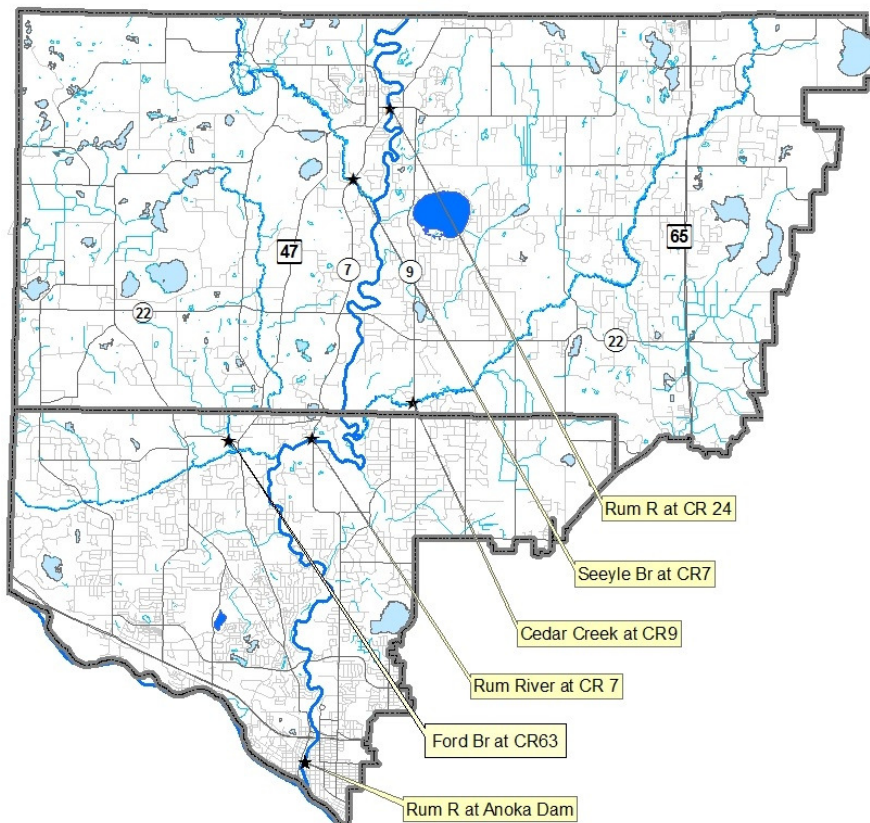 65
47
7
9
22
22
Rum R at CR 24
Seeyle Br at CR7
Cedar Creek at CR9
Rum River at CR 7
Ford Br at CR63
Rum R at Anoka Dam